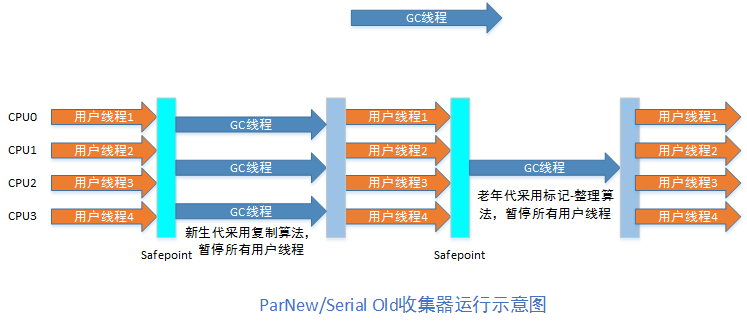 GC线程
CPU0 用户线程1 GC线程 用户线程1 用户线程1
CPU1 用户线程2 GC线程 用户线程2 GC线程 用户线程2
CPU2 用户线程3 用户线程3 用户线程3
CPU3 用户线程4 GC线程 用户线程4 用户线程4
新生代采用复制算法,
暂停所有用户线程
老年代采用标记-整理算
法，暂停所有用户线程
Safepoint
Safepoint
ParNew/Serial Old收集器运行示意图